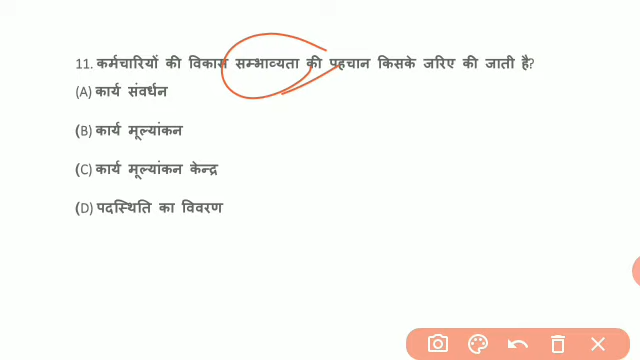 11. कर्मचारियों की विकास सम्भाव्यता की पहचान किसके जरिए की जाती है?
(A) कार्य संवर्धन
(B) कार्य मूल्यांकन
(C) कार्य मूल्यांकन केन्द्र
(D) पदस्थिति का विवरण